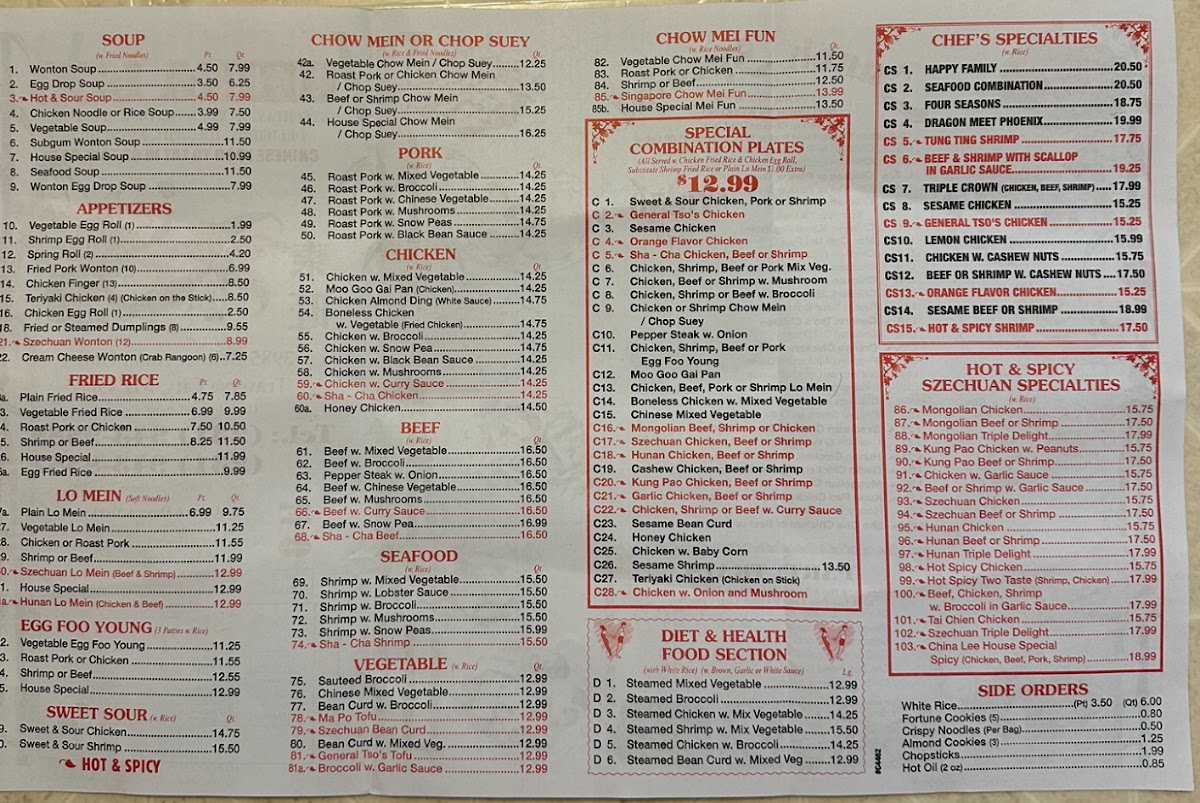 SOUP
(w. Fried Noodles) Pt. Qt.
1. Wonton Soup 4.50 7.99
2. Egg Drop Soup 3.50 6.25
3. Hot & Sour Soup 4.50 7.99
4. Chicken Noodle or Rice Soup 3.99 7.50
5. Vegetable Soup 4.99 7.99
6. Subgum Wonton Soup 11.50
7. House Special Soup 10.99
8. Seafood Soup 11.50
9. Wonton Egg Drop Soup 7.99
APPETIZERS
10. Vegetable Egg Roll (1) 1.99
11. Shrimp Egg Roll (1) 2.50
12. Spring Roll (2) 4.20
13. Fried Pork Wonton (10) 6.99
14. Chicken Finger (13) 8.50
15. Teriyaki Chicken (4) (Chicken on the Stick) 8.50
16. Chicken Egg Roll (1) 2.50
18. Fried or Steamed Dumplings (8) 9.55
21. Szechuan Wonton (12) 8.99
22. Cream Cheese Wonton (Crab Rangoon) (6) 7.25
FRIED RICE Pt. Qt.
a. Plain Fried Rice 4.75 7.85
3. Vegetable Fried Rice 6.99 9.99
4. Roast Pork or Chicken 7.50 10.50
5. Shrimp or Beef 8.25 11.50
6. House Special 11.99
6a. Egg Fried Rice 9.99
LO MEIN (Soft Noodles) Pt. Qt.
7a. Plain Lo Mein 6.99 9.75
7. Vegetable Lo Mein 11.25
8. Chicken or Roast Pork 11.55
9. Shrimp or Beef 11.99
30. Szechuan Lo Mein (Beef & Shrimp) 12.99
1. House Special 12.99
1a. Hunan Lo Mein (Chicken & Beef) 12.99
EGG FOO YOUNG (3 Patties w. Rice)
2. Vegetable Egg Foo Young 11.25
3. Roast Pork or Chicken 11.55
4. Shrimp or Beef 12.55
5. House Special 12.99
SWEET SOUR (w. Rice) Qt.
9. Sweet & Sour Chicken 14.75
0. Sweet & Sour Shrimp 15.50
HOT & SPICY
CHOW MEIN OR CHOP SUEY
(w. Rice & Fried Noodles) Qt.
42a. Vegetable Chow Mein / Chop Suey 12.25
42. Roast Pork or Chicken Chow Mein
/ Chop Suey 13.50
43. Beef or Shrimp Chow Mein
/ Chop Suey 15.25
44. House Special Chow Mein
/ Chop Suey 16.25
PORK
(w. Rice) Qt.
45. Roast Pork w. Mixed Vegetable 14.25
46. Roast Pork w. Broccoli 14.25
47. Roast Pork w. Chinese Vegetable 14.25
48. Roast Pork w. Mushrooms 14.25
49. Roast Pork w. Snow Peas 14.75
50. Roast Pork w. Black Bean Sauce 14.25
CHICKEN
(w. Rice) Qt.
51. Chicken w. Mixed Vegetable 14.25
52. Moo Goo Gai Pan (Chicken) 14.25
53. Chicken Almond Ding (White Sauce) 14.75
54. Boneless Chicken
w. Vegetable (Fried Chicken) 14.75
55. Chicken w. Broccoli 14.25
56. Chicken w. Snow Pea 14.75
57. Chicken w. Black Bean Sauce 14.25
58. Chicken w. Mushrooms 14.25
59. Chicken w. Curry Sauce 14.25
60. Sha - Cha Chicken 14.25
60a. Honey Chicken 14.50
BEEF
(w. Rice) Qt.
61. Beef w. Mixed Vegetable 16.50
62. Beef w. Broccoli 16.50
63. Pepper Steak w. Onion 16.50
64. Beef w. Chinese Vegetable 16.50
65. Beef w. Mushrooms 16.50
66. Beef w. Curry Sauce 16.50
67. Beef w. Snow Pea 16.99
68. Sha - Cha Beef 16.50
SEAFOOD
(w. Rice) Qt.
69. Shrimp w. Mixed Vegetable 15.50
70. Shrimp w. Lobster Sauce 15.50
71. Shrimp w. Broccoli 15.50
72. Shrimp w. Mushrooms 15.50
73. Shrimp w. Snow Peas 15.99
74. Sha - Cha Shrimp 15.50
VEGETABLE (w. Rice) Qt.
75. Sauteed Broccoli 12.99
76. Chinese Mixed Vegetable 12.99
77. Bean Curd w. Broccoli 12.99
78. Ma Po Tofu 12.99
79. Szechuan Bean Curd 12.99
80. Bean Curd w. Mixed Veg. 12.99
81. General Tso's Tofu 12.99
81a. Broccoli w. Garlic Sauce 12.99
CHOW MEI FUN
(w. Rice Noodles) Qt.
82. Vegetable Chow Mei Fun 11.50
83. Roast Pork or Chicken 11.75
84. Shrimp or Beef 12.50
85. Singapore Chow Mei Fun 13.99
85b. House Special Mei Fun 13.50
SPECIAL
COMBINATION PLATES
(All Served w. Chicken Fried Rice & Chicken Egg Roll,
Substitute Shrimp Fried Rice or Plain Lo Mein $1.00 Extra)
$12.99
C 1. Sweet & Sour Chicken, Pork or Shrimp
C 2. General Tso's Chicken
C 3. Sesame Chicken
C 4. Orange Flavor Chicken
C 5. Sha - Cha Chicken, Beef or Shrimp
C 6. Chicken, Shrimp, Beef or Pork Mix Veg.
C 7. Chicken, Beef or Shrimp w. Mushroom
C 8. Chicken, Shrimp or Beef w. Broccoli
C 9. Chicken or Shrimp Chow Mein
/ Chop Suey
C10. Pepper Steak w. Onion
C11. Chicken, Shrimp, Beef or Pork
Egg Foo Young
C12. Moo Goo Gai Pan
C13. Chicken, Beef, Pork or Shrimp Lo Mein
C14. Boneless Chicken w. Mixed Vegetable
C15. Chinese Mixed Vegetable
C16. Mongolian Beef, Shrimp or Chicken
C17. Szechuan Chicken, Beef or Shrimp
C18. Hunan Chicken, Beef or Shrimp
C19. Cashew Chicken, Beef or Shrimp
C20. Kung Pao Chicken, Beef or Shrimp
C21. Garlic Chicken, Beef or Shrimp
C22. Chicken, Shrimp or Beef w. Curry Sauce
C23. Sesame Bean Curd
C24. Honey Chicken
C25. Chicken w. Baby Corn
C26. Sesame Shrimp 13.50
C27. Teriyaki Chicken (Chicken on Stick)
C28. Chicken w. Onion and Mushroom
DIET & HEALTH
FOOD SECTION
(with White Rice) (w. Brown, Garlic or White Sauce) Lg.
D 1. Steamed Mixed Vegetable 12.99
D 2. Steamed Broccoli 12.99
D 3. Steamed Chicken w. Mix Vegetable 14.25
D 4. Steamed Shrimp w. Mix Vegetable 15.50
D 5. Steamed Chicken w. Broccoli 14.25
D 6. Steamed Bean Curd w. Mixed Veg 12.99
#C4462
CHEF'S SPECIALTIES
(w. Rice)
CS 1. HAPPY FAMILY 20.50
CS 2. SEAFOOD COMBINATION 20.50
CS 3. FOUR SEASONS 18.75
CS 4. DRAGON MEET PHOENIX 19.99
CS 5. TUNG TING SHRIMP 17.75
CS 6. BEEF & SHRIMP WITH SCALLOP
IN GARLIC SAUCE 19.25
CS 7. TRIPLE CROWN (CHICKEN, BEEF, SHRIMP) 17.99
CS 8. SESAME CHICKEN 15.25
CS 9. GENERAL TSO'S CHICKEN 15.25
CS10. LEMON CHICKEN 15.99
CS11. CHICKEN W. CASHEW NUTS 15.75
CS12. BEEF OR SHRIMP W. CASHEW NUTS 17.50
CS13. ORANGE FLAVOR CHICKEN 15.25
CS14. SESAME BEEF OR SHRIMP 18.99
CS15. HOT & SPICY SHRIMP 17.50
HOT & SPICY
SZECHUAN SPECIALTIES
(w. Rice)
86. Mongolian Chicken 15.75
87. Mongolian Beef or Shrimp 17.50
88. Mongolian Triple Delight 17.99
89. Kung Pao Chicken w. Peanuts 15.75
90. Kung Pao Beef or Shrimp 17.50
91. Chicken w. Garlic Sauce 15.75
92. Beef or Shrimp w. Garlic Sauce 17.50
93. Szechuan Chicken 15.75
94. Szechuan Beef or Shrimp 17.50
95. Hunan Chicken 15.75
96. Hunan Beef or Shrimp 17.50
97. Hunan Triple Delight 17.99
98. Hot Spicy Chicken 15.75
99. Hot Spicy Two Taste (Shrimp, Chicken) 17.99
100. Beef, Chicken, Shrimp
w. Broccoli in Garlic Sauce 17.99
101. Tai Chien Chicken 15.75
102. Szechuan Triple Delight 17.99
103. China Lee House Special
Spicy (Chicken, Beef, Pork, Shrimp) 18.99
SIDE ORDERS
White Rice (Pt) 3.50 (Qt) 6.00
Fortune Cookies (5) 0.80
Crispy Noodles (Per Bag) 0.50
Almond Cookies (3) 1.25
Chopsticks 1.99
Hot Oil (2 oz) 0.85